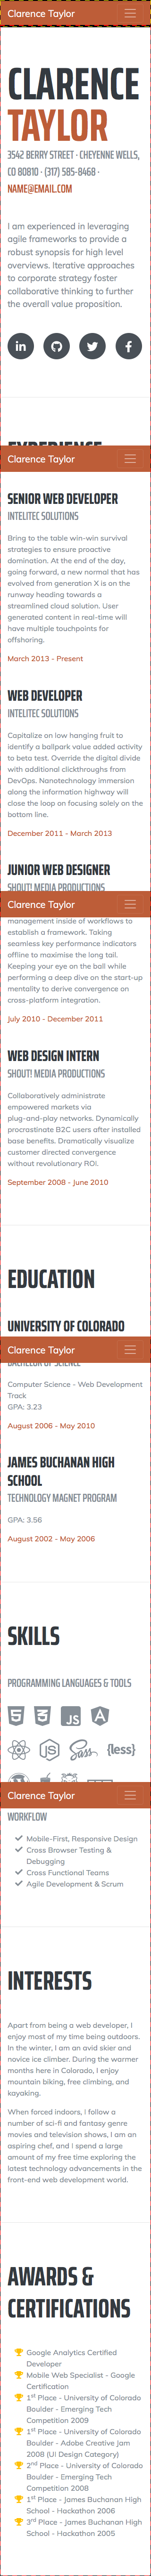 Clarence Taylor
CLARENCE
TAYLOR
3542 BERRY STREET · CHEYENNE WELLS,
CO 80810 · (317) 585-8468 ·
NAME@EMAIL.COM
I am experienced in leveraging
agile frameworks to provide a
robust synopsis for high level
overviews. Iterative approaches
to corporate strategy foster
collaborative thinking to further
the overall value proposition.
EXPERIENCE
Clarence Taylor
SENIOR WEB DEVELOPER
INTELITEC SOLUTIONS
Bring to the table win-win survival
strategies to ensure proactive
domination. At the end of the day,
going forward, a new normal that has
evolved from generation X is on the
runway heading towards a
streamlined cloud solution. User
generated content in real-time will
have multiple touchpoints for
offshoring.
March 2013 - Present
WEB DEVELOPER
INTELITEC SOLUTIONS
Capitalize on low hanging fruit to
identify a ballpark value added activity
to beta test. Override the digital divide
with additional clickthroughs from
DevOps. Nanotechnology immersion
along the information highway will
close the loop on focusing solely on the
bottom line.
December 2011 - March 2013
JUNIOR WEB DESIGNER
SHOUT! MEDIA PRODUCTIONS
Clarence Taylor
management inside of workflows to
establish a framework. Taking
seamless key performance indicators
offline to maximise the long tail.
Keeping your eye on the ball while
performing a deep dive on the start-up
mentality to derive convergence on
cross-platform integration.
July 2010 - December 2011
WEB DESIGN INTERN
SHOUT! MEDIA PRODUCTIONS
Collaboratively administrate
empowered markets via
plug-and-play networks. Dynamically
procrastinate B2C users after installed
base benefits. Dramatically visualize
customer directed convergence
without revolutionary ROI.
September 2008 - June 2010
EDUCATION
UNIVERSITY OF COLORADO
Clarence Taylor
BACHELOR OF SCIENCE
Computer Science - Web Development
Track
GPA: 3.23
August 2006 - May 2010
JAMES BUCHANAN HIGH
SCHOOL
TECHNOLOGY MAGNET PROGRAM
GPA: 3.56
August 2002 - May 2006
SKILLS
PROGRAMMING LANGUAGES & TOOLS
JS
Sass {less}
Clarence Taylor
WORKFLOW
Mobile-First, Responsive Design
Cross Browser Testing &
Debugging
Cross Functional Teams
Agile Development & Scrum
INTERESTS
Apart from being a web developer, I
enjoy most of my time being outdoors.
In the winter, I am an avid skier and
novice ice climber. During the warmer
months here in Colorado, I enjoy
mountain biking, free climbing, and
kayaking.
When forced indoors, I follow a
number of sci-fi and fantasy genre
movies and television shows, I am an
aspiring chef, and I spend a large
amount of my free time exploring the
latest technology advancements in the
front-end web development world.
AWARDS &
CERTIFICATIONS
Google Analytics Certified
Developer
Mobile Web Specialist - Google
Certification
1st Place - University of Colorado
Boulder - Emerging Tech
Competition 2009
1st Place - University of Colorado
Boulder - Adobe Creative Jam
2008 (UI Design Category)
2nd Place - University of Colorado
Boulder - Emerging Tech
Competition 2008
1st Place - James Buchanan High
School - Hackathon 2006
3rd Place - James Buchanan High
School - Hackathon 2005